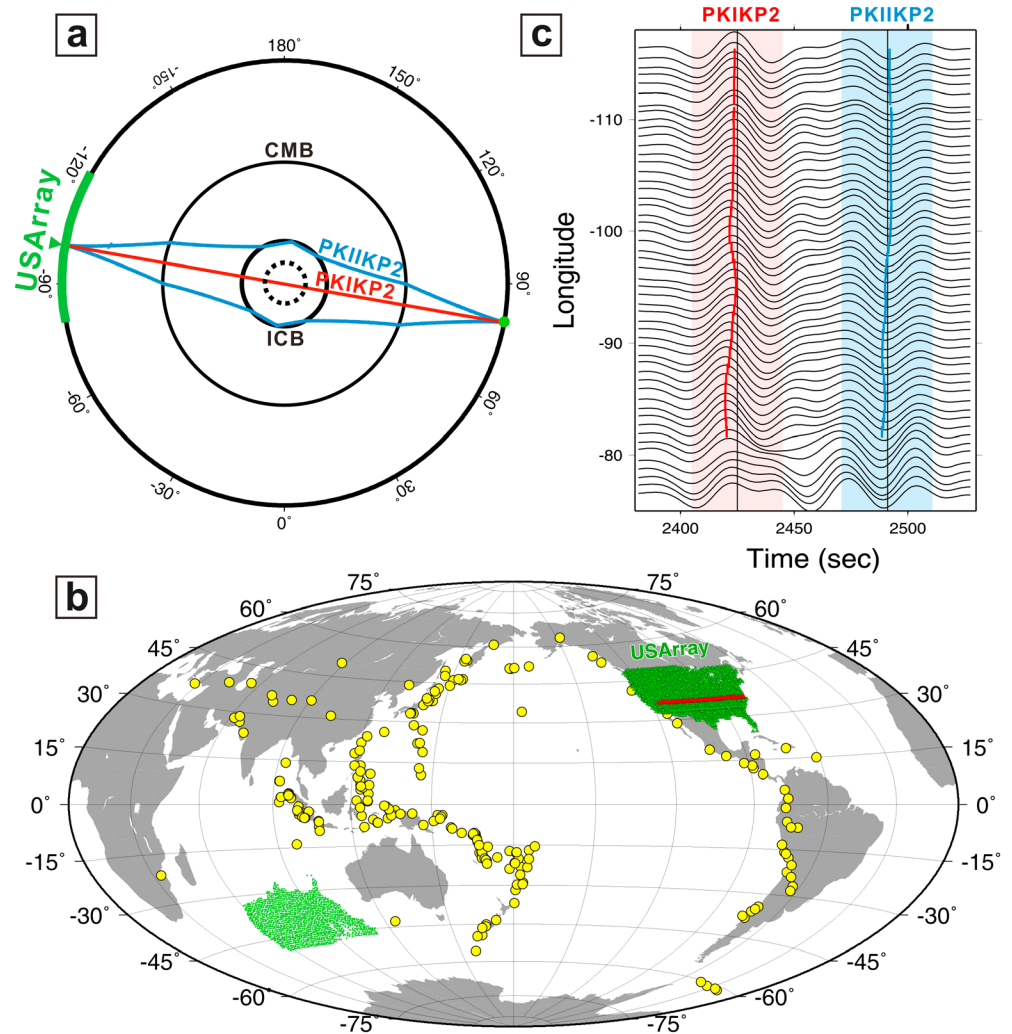 a
180°
150°
120°
90°
60°
30°
0°
-30°
-60°
-90°
-120°
-150°
USArray
CMB
ICB
PKIIKP2
PKIKP2
c
PKIKP2 PKIIKP2
Longitude
-110
-100
-90
-80
2400 2450 2500
Time (sec)
b
75° 75°
60° 60°
45° 45°
30° 30°
15° 15°
0° 0°
-15° -15°
-30° -30°
-45° -45°
-60° -60°
-75° -75°
USArray